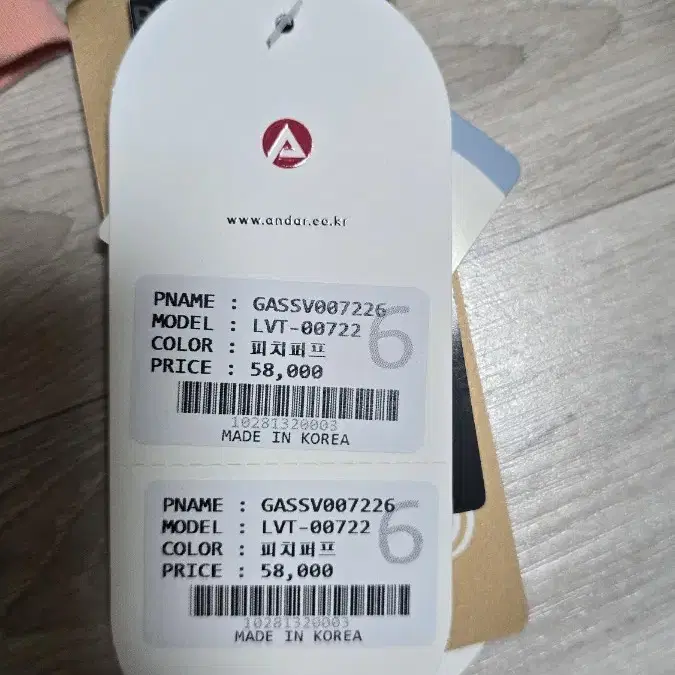 www.andar.co.kr
PNAME : GASSV007226
MODEL : LVT-00722
COLOR : 피치퍼프
PRICE : 58,000
6
10281320003
MADE IN KOREA
PNAME : GASSV007226
MODEL : LVT-00722
COLOR : 피치퍼프
PRICE : 58,000
6
10281320003
MADE IN KOREA